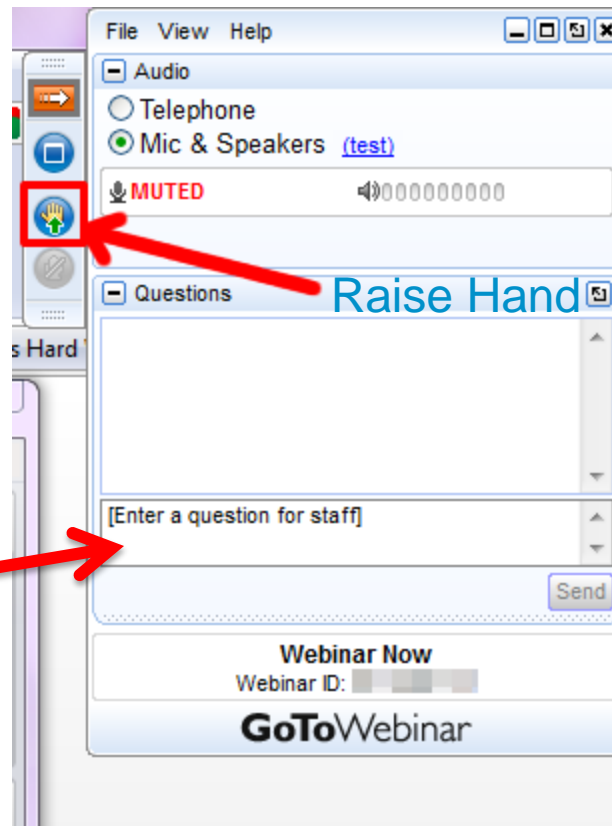 File View Help
Audio
Telephone
Mic & Speakers (test)
MUTED 000000000
Questions
Raise Hand
s Hard
[Enter a question for staff]
Send
Webinar Now
Webinar ID:
GoToWebinar